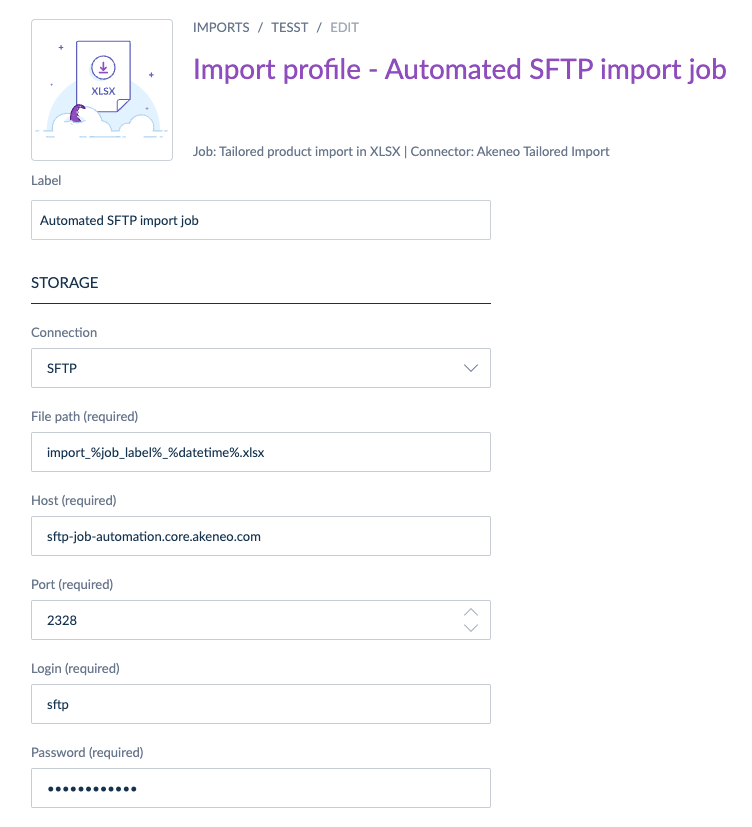 IMPORTS / TESST / EDIT
Import profile - Automated SFTP import job
XLSX
Job: Tailored product import in XLSX | Connector: Akeneo Tailored Import
Label
Automated SFTP import job
STORAGE
Connection
SFTP
File path (required)
import_%job_label%_%datetime%.xlsx
Host (required)
sftp-job-automation.core.akeneo.com
Port (required)
2328
Login (required)
sftp
Password (required)
••••••••••••